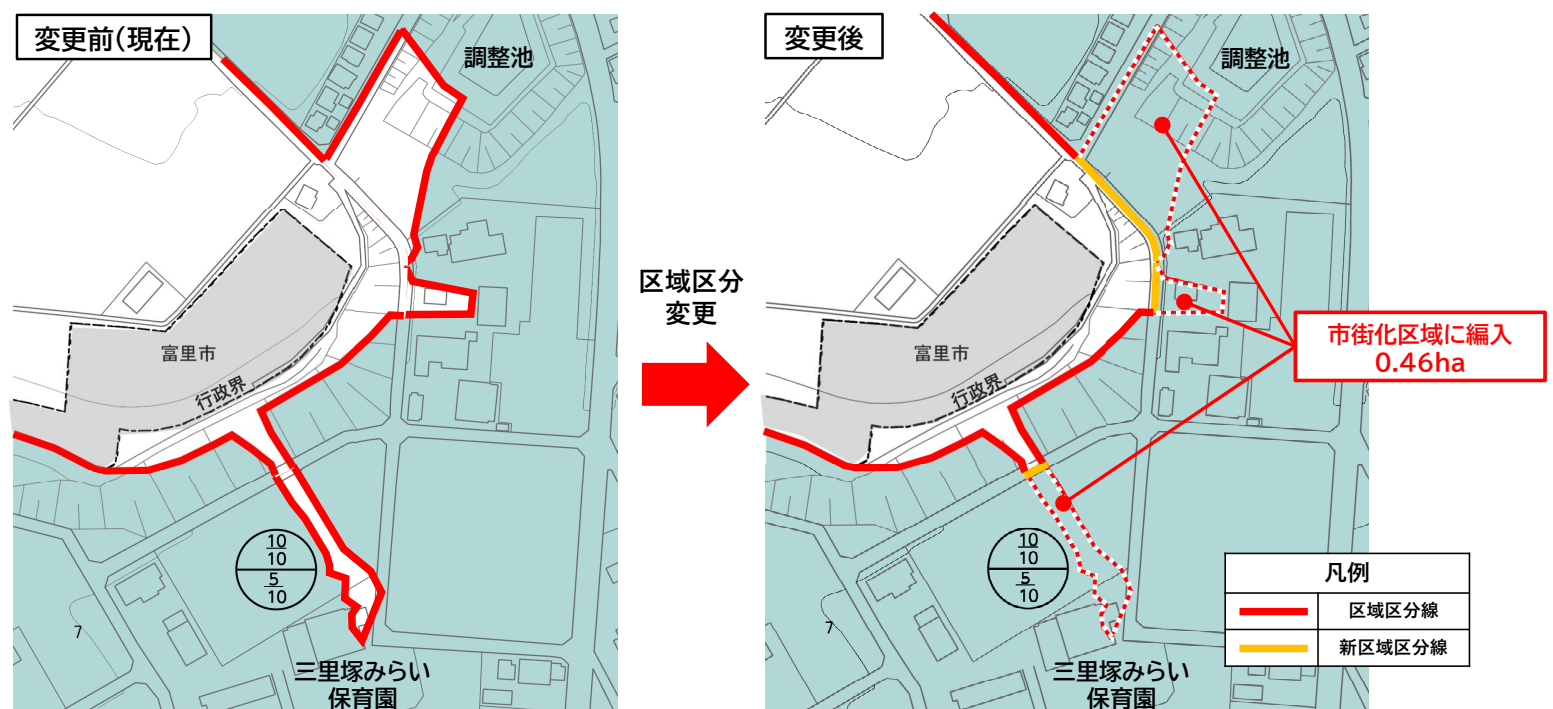 変更前(現在)
調整池
富里市
行政界
10
10
5
10
7
三里塚みらい
保育園
区域区分
変更
変更後
調整池
富里市
行政界
市街化区域に編入
0.46ha
10
10
5
10
7
三里塚みらい
保育園
凡例
区域区分線
新区域区分線